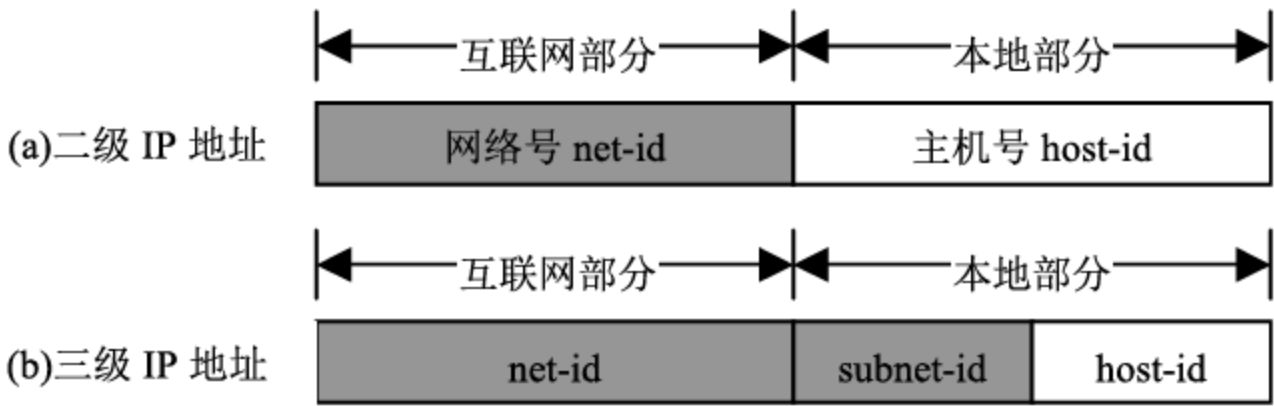 互联网部分 本地部分
(a)二级 IP 地址 网络号 net-id 主机号 host-id
互联网部分 本地部分
(b)三级 IP 地址 net-id subnet-id host-id